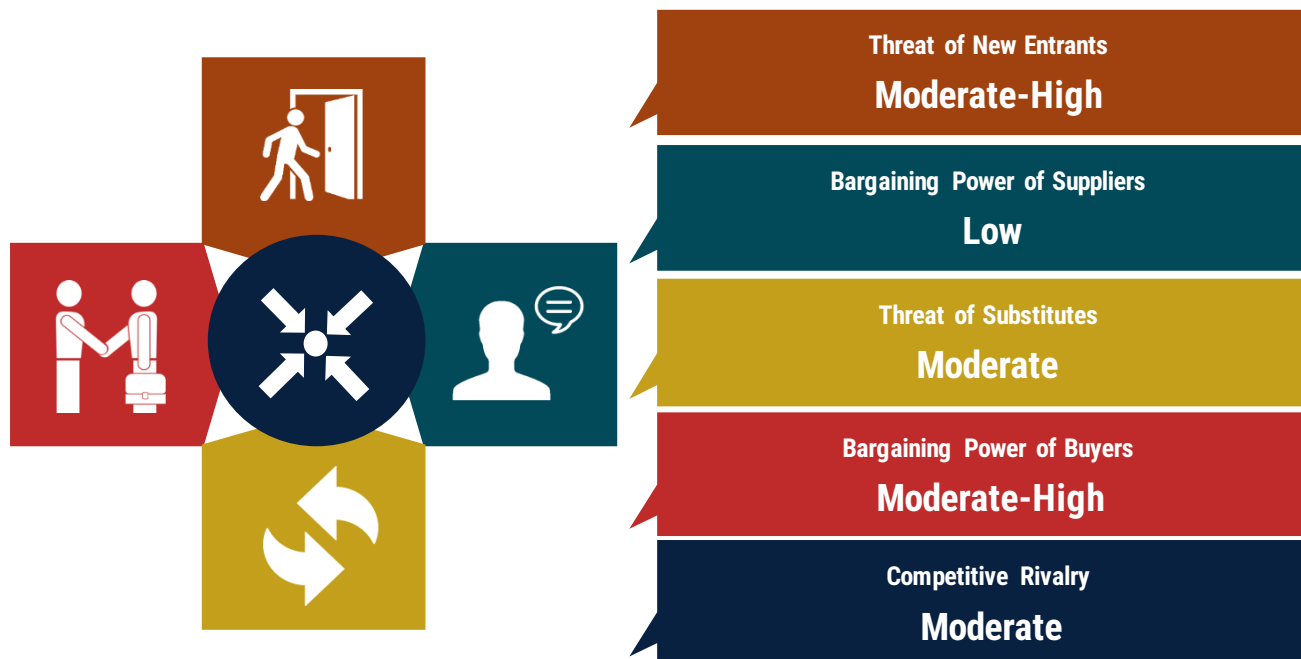 Threat of New Entrants
Moderate-High
Bargaining Power of Suppliers
Low
Threat of Substitutes
Moderate
Bargaining Power of Buyers
Moderate-High
Competitive Rivalry
Moderate